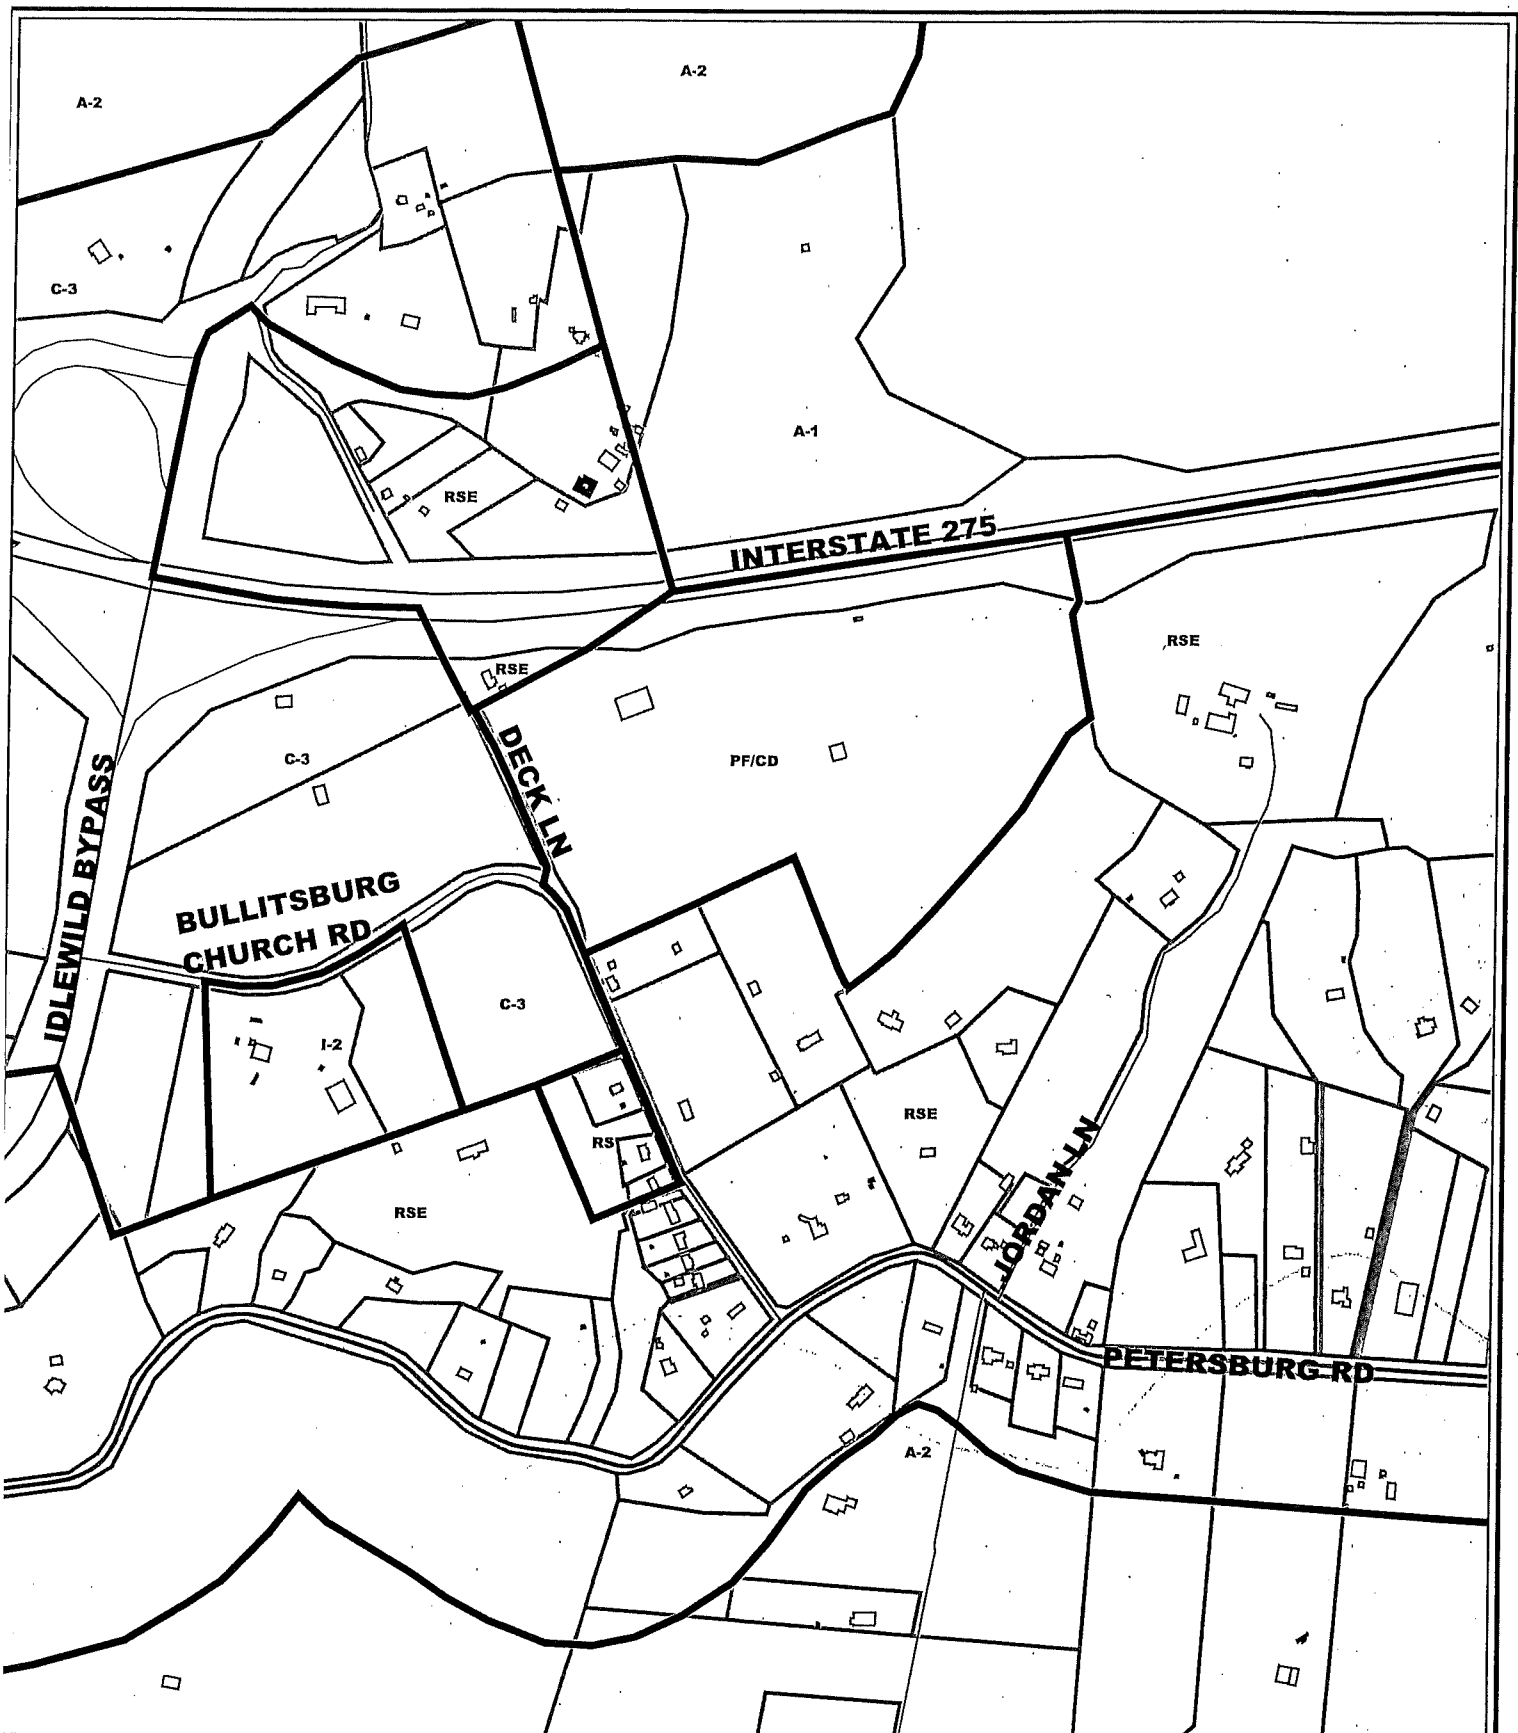 A-2
A-2
C-3
A-1
RSE
INTERSTATE 275
RSE
RSE
C-3
DECK LN
PF/CD
IDLEWILD BYPASS
BULLITSBURG
CHURCH RD
C-3
I-2
RSE
RS
JORDAN LN
RSE
PETERSBURG RD
A-2